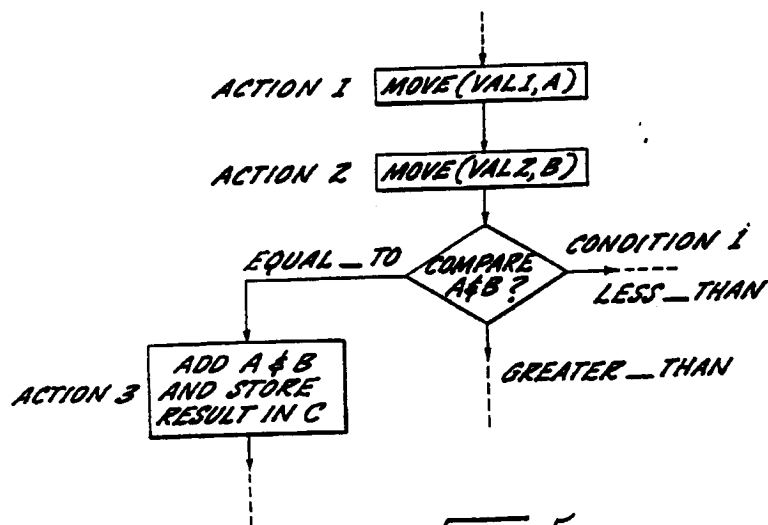 ACTION 1
MOVE(VAL1, A)
ACTION 2
MOVE(VAL2, B)
EQUAL_TO
COMPARE
A&B?
CONDITION 1
LESS_THAN
GREATER_THAN
ACTION 3
ADD A & B
AND STORE
RESULT IN C